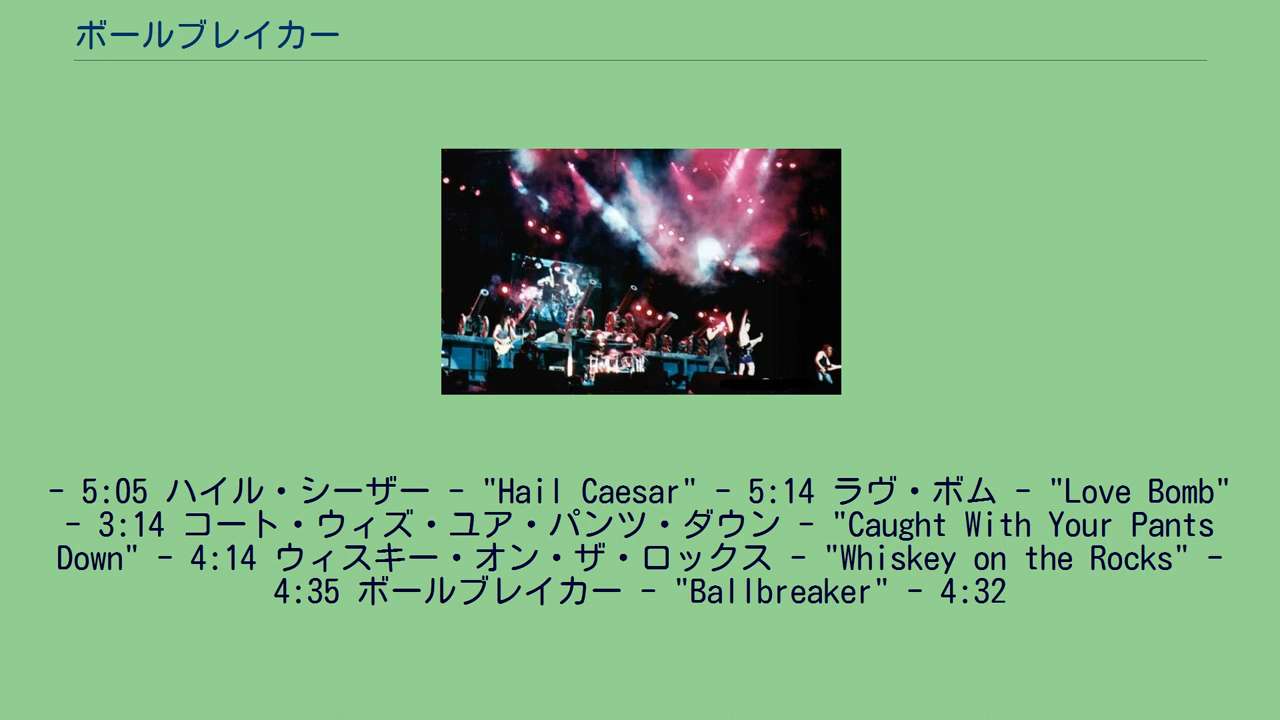 ボールブレイカー
- 5:05 ハイル・シーザー - "Hail Caesar" - 5:14 ラヴ・ボム - "Love Bomb"
- 3:14 コート・ウィズ・ユア・パンツ・ダウン - "Caught With Your Pants
Down" - 4:14 ウィスキー・オン・ザ・ロックス - "Whiskey on the Rocks" -
4:35 ボールブレイカー - "Ballbreaker" - 4:32